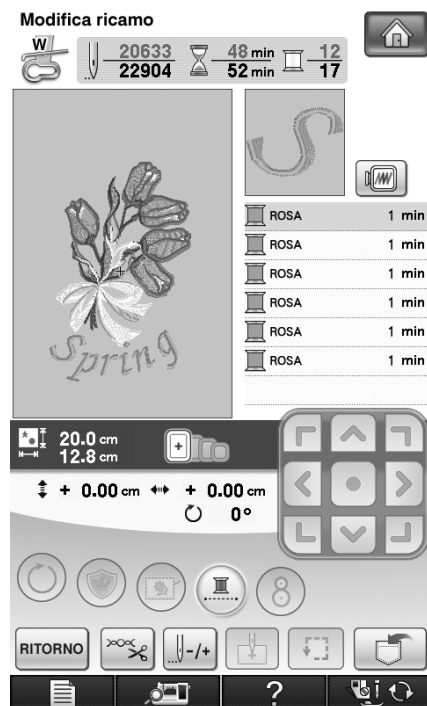 Modifica ricamo
W
20633 48 min 12
22904 52 min 17
ROSA 1 min
ROSA 1 min
ROSA 1 min
ROSA 1 min
ROSA 1 min
ROSA 1 min
Spring
20.0 cm
12.8 cm
+ 0.00 cm + 0.00 cm
0°
RITORNO
-/+
?